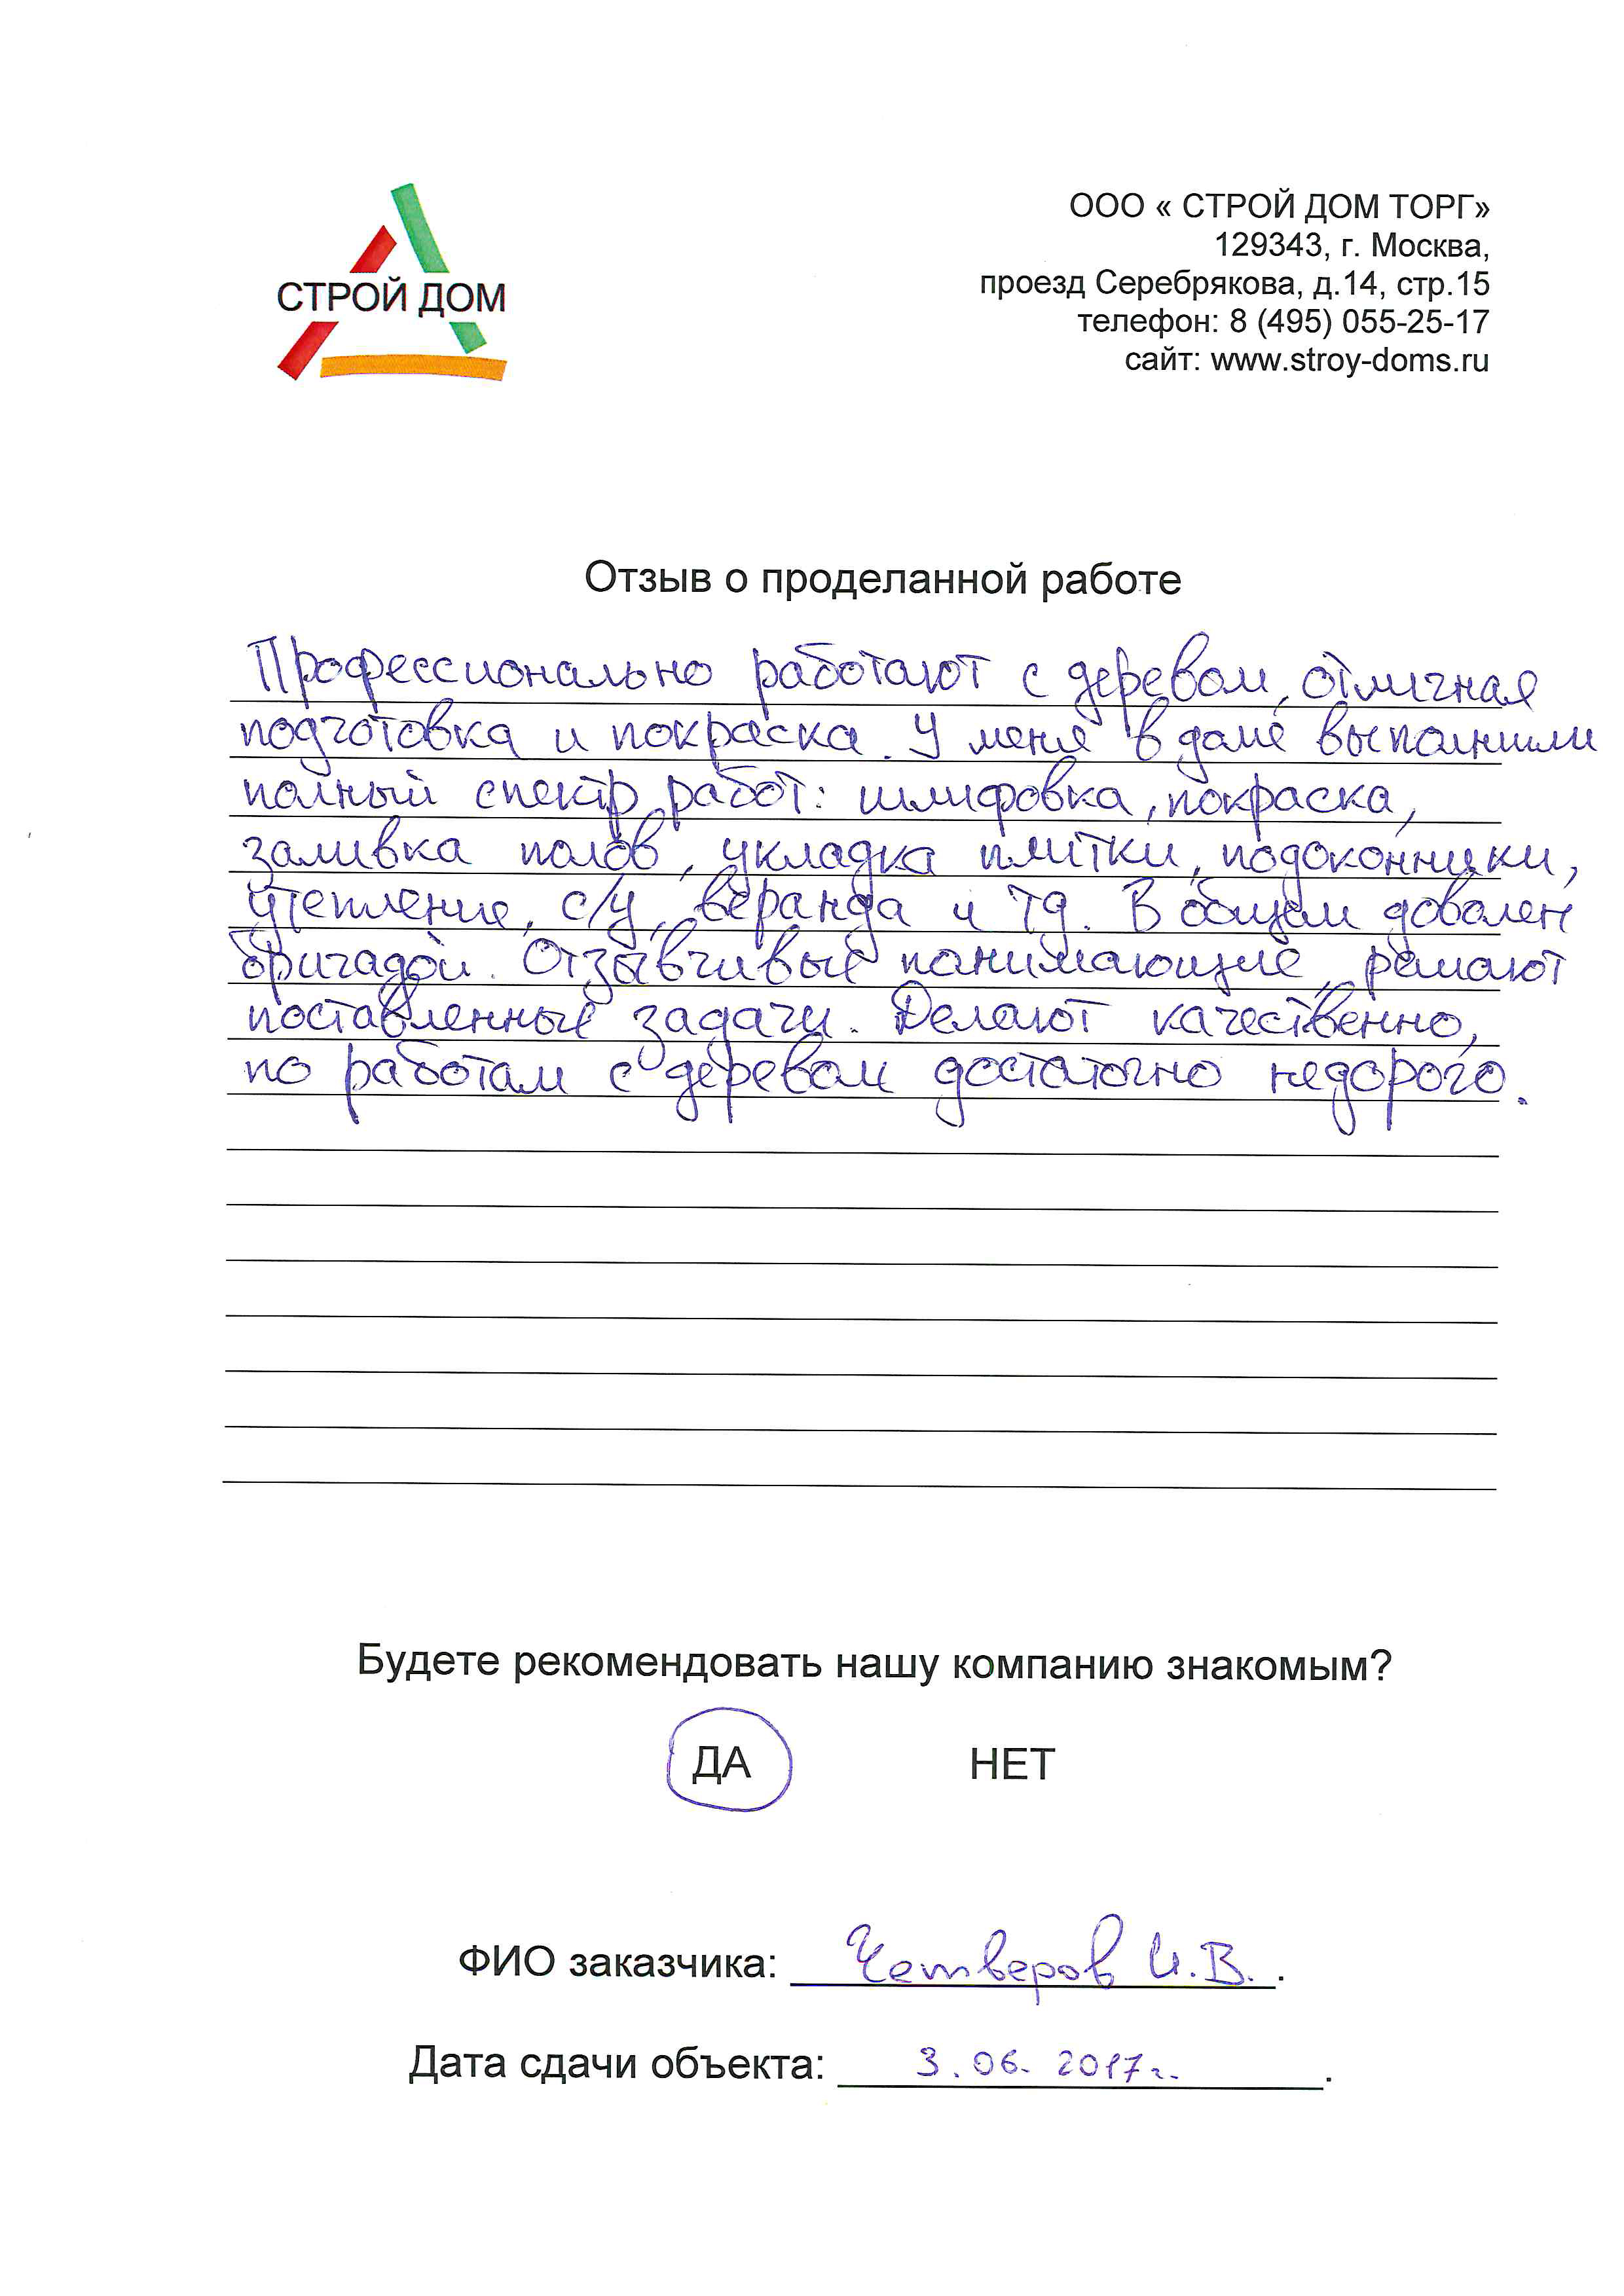 СТРОЙ ДОМ
ООО « СТРОЙ ДОМ ТОРГ»
129343, г. Москва,
проезд Серебрякова, д.14, стр.15
телефон: 8 (495) 055-25-17
сайт: www.stroy-doms.ru
Отзыв о проделанной работе
Профессионально работают с деревом, отличная
подготовка и покраска. У меня в доме выполнили
полный спектр работ: шлифовка, покраска,
заливка полов, укладка плитки, подоконники,
утепление, с/у, веранда и тд. В общем доволен
бригадой. Отзывчивые понимающие, решают
поставленные задачи. Делают качественно,
по работам с деревом достаточно недорого.
Будете рекомендовать нашу компанию знакомым?
ДА НЕТ
ФИО заказчика: Четверов И.В.
Дата сдачи объекта: 3.06.2017г.